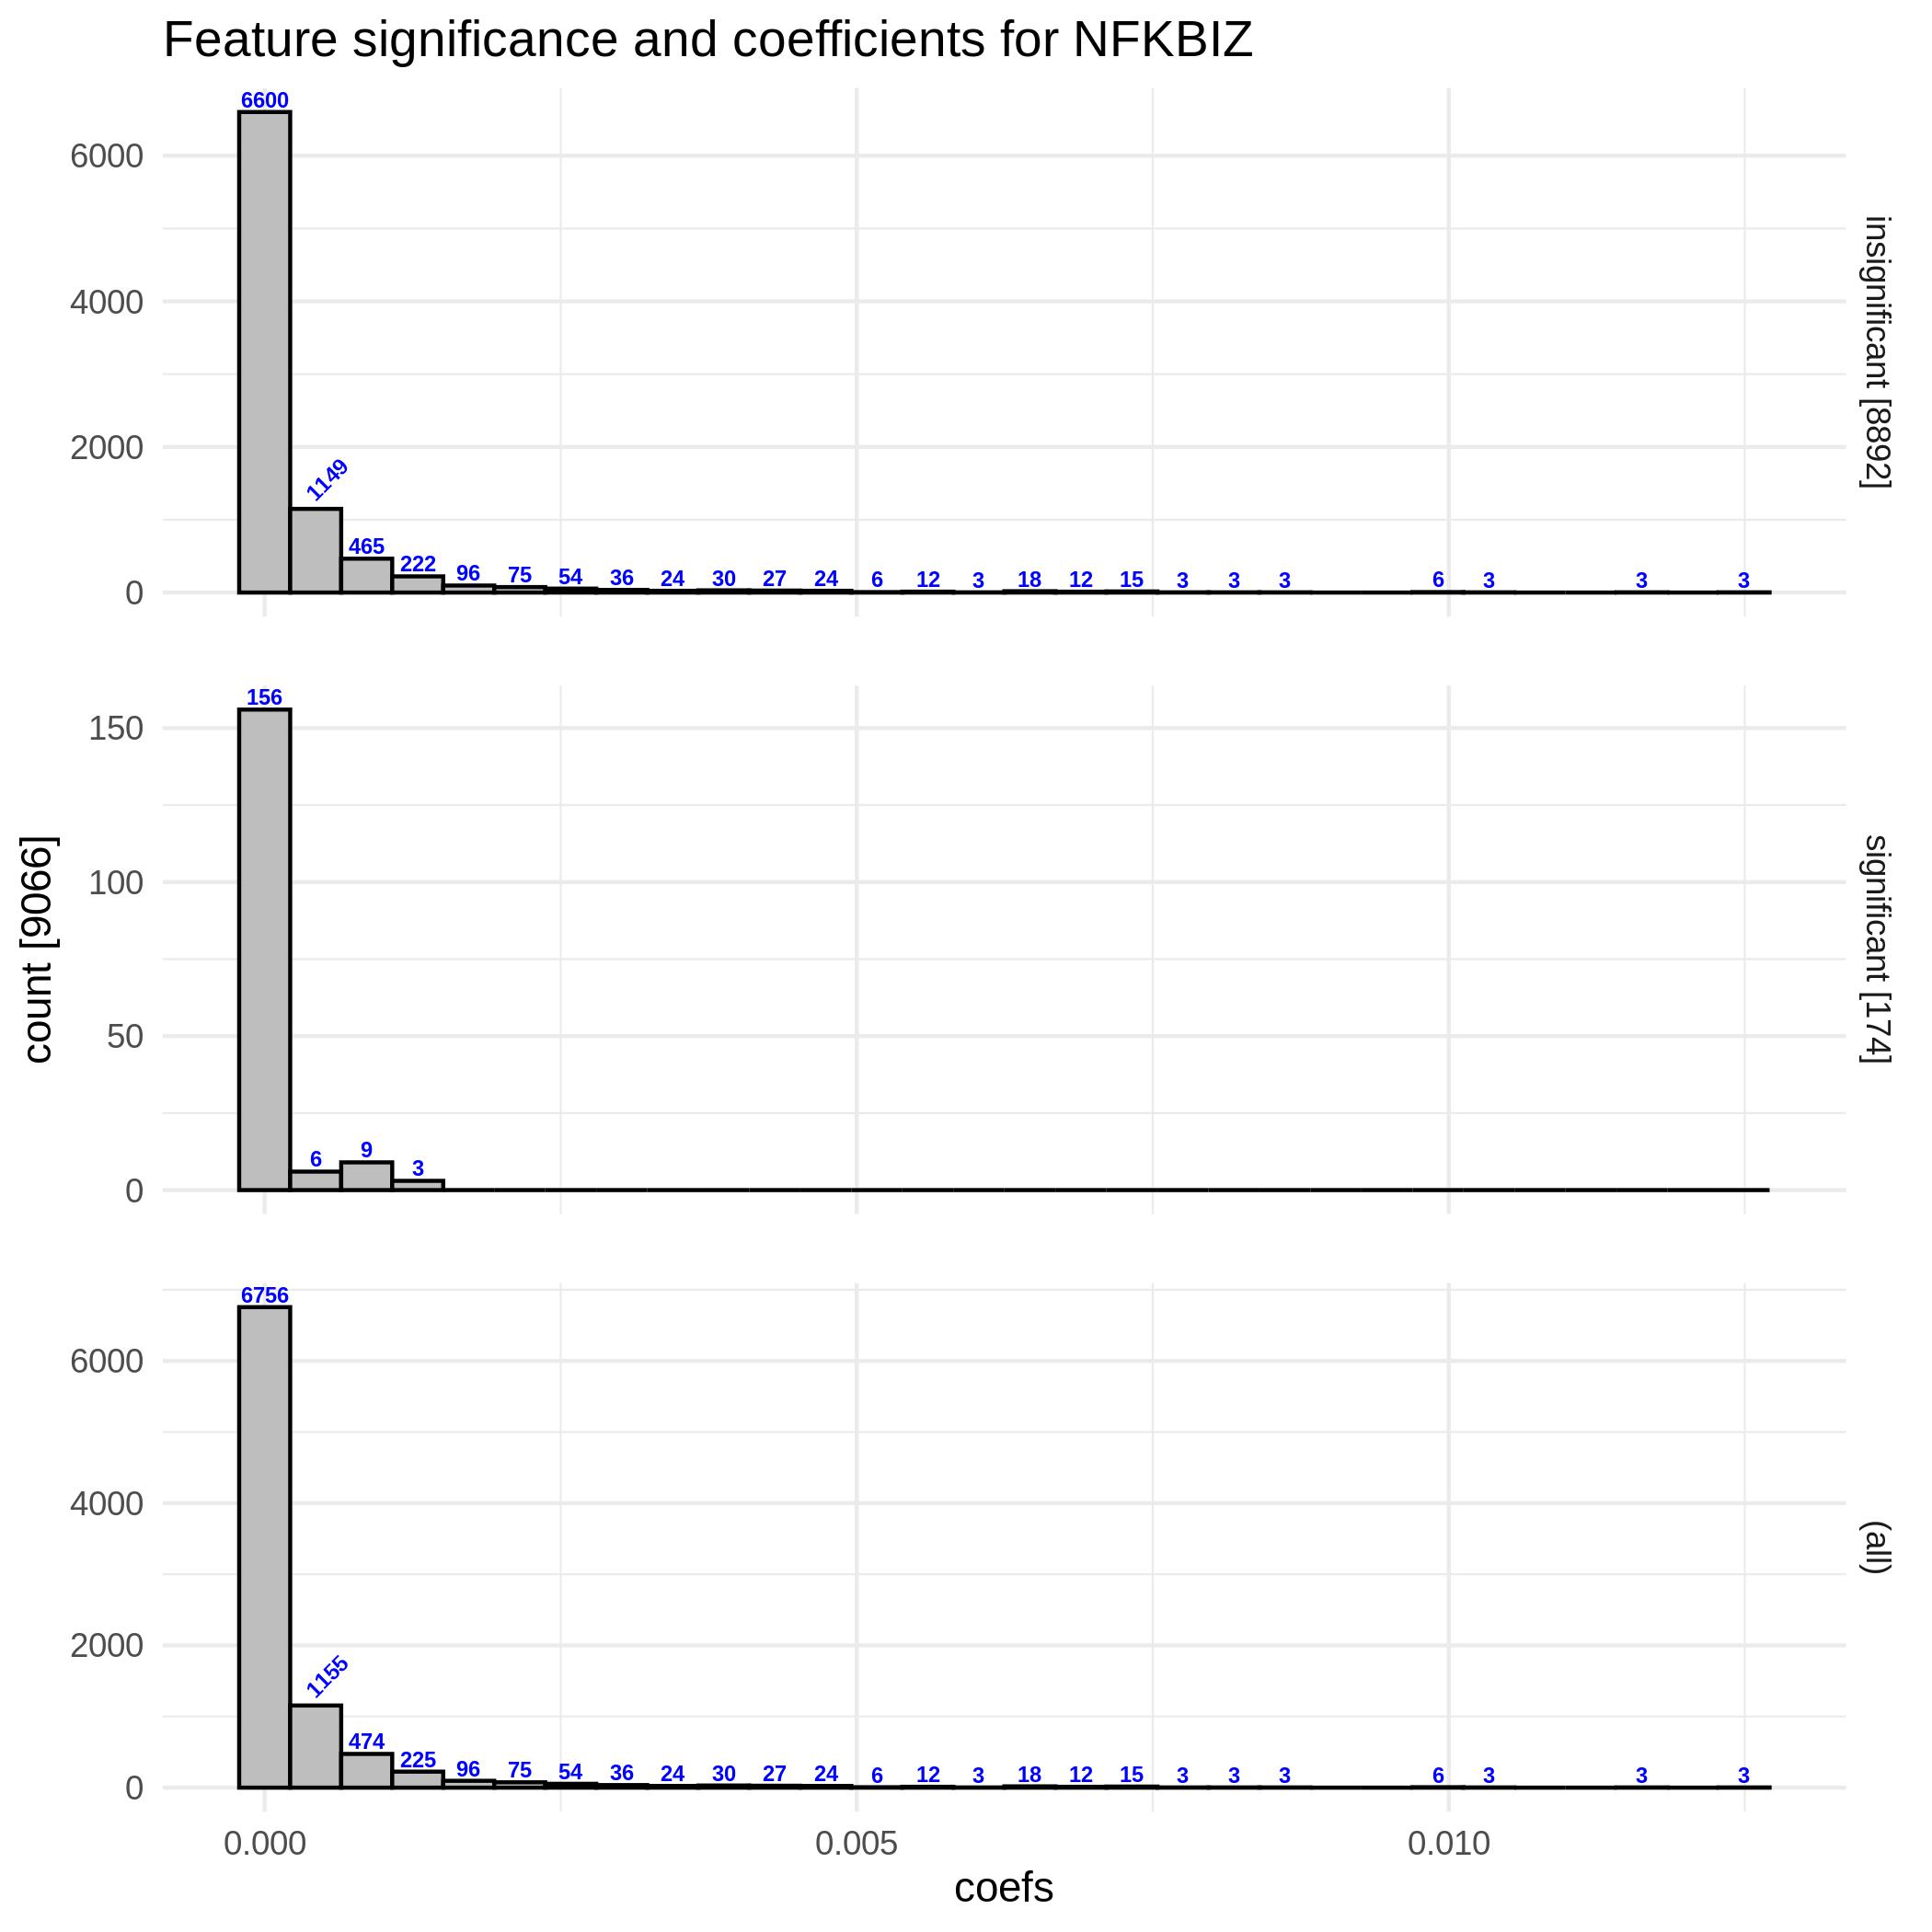 Feature significance and coefficients for NFKBIZ
6600
6000
4000
2000
0
1149
465 222 96 75 54 36 24 30 27 24 6 12 3 18 12 15 3 3 3 6 3 3 3
insignificant [8892]
156
150
100
50
0
6 9 3
significant [174]
count [9066]
6756
6000
4000
2000
0
1155
474 225 96 75 54 36 24 30 27 24 6 12 3 18 12 15 3 3 3 6 3 3 3
(all)
0.000 0.005 0.010
coefs